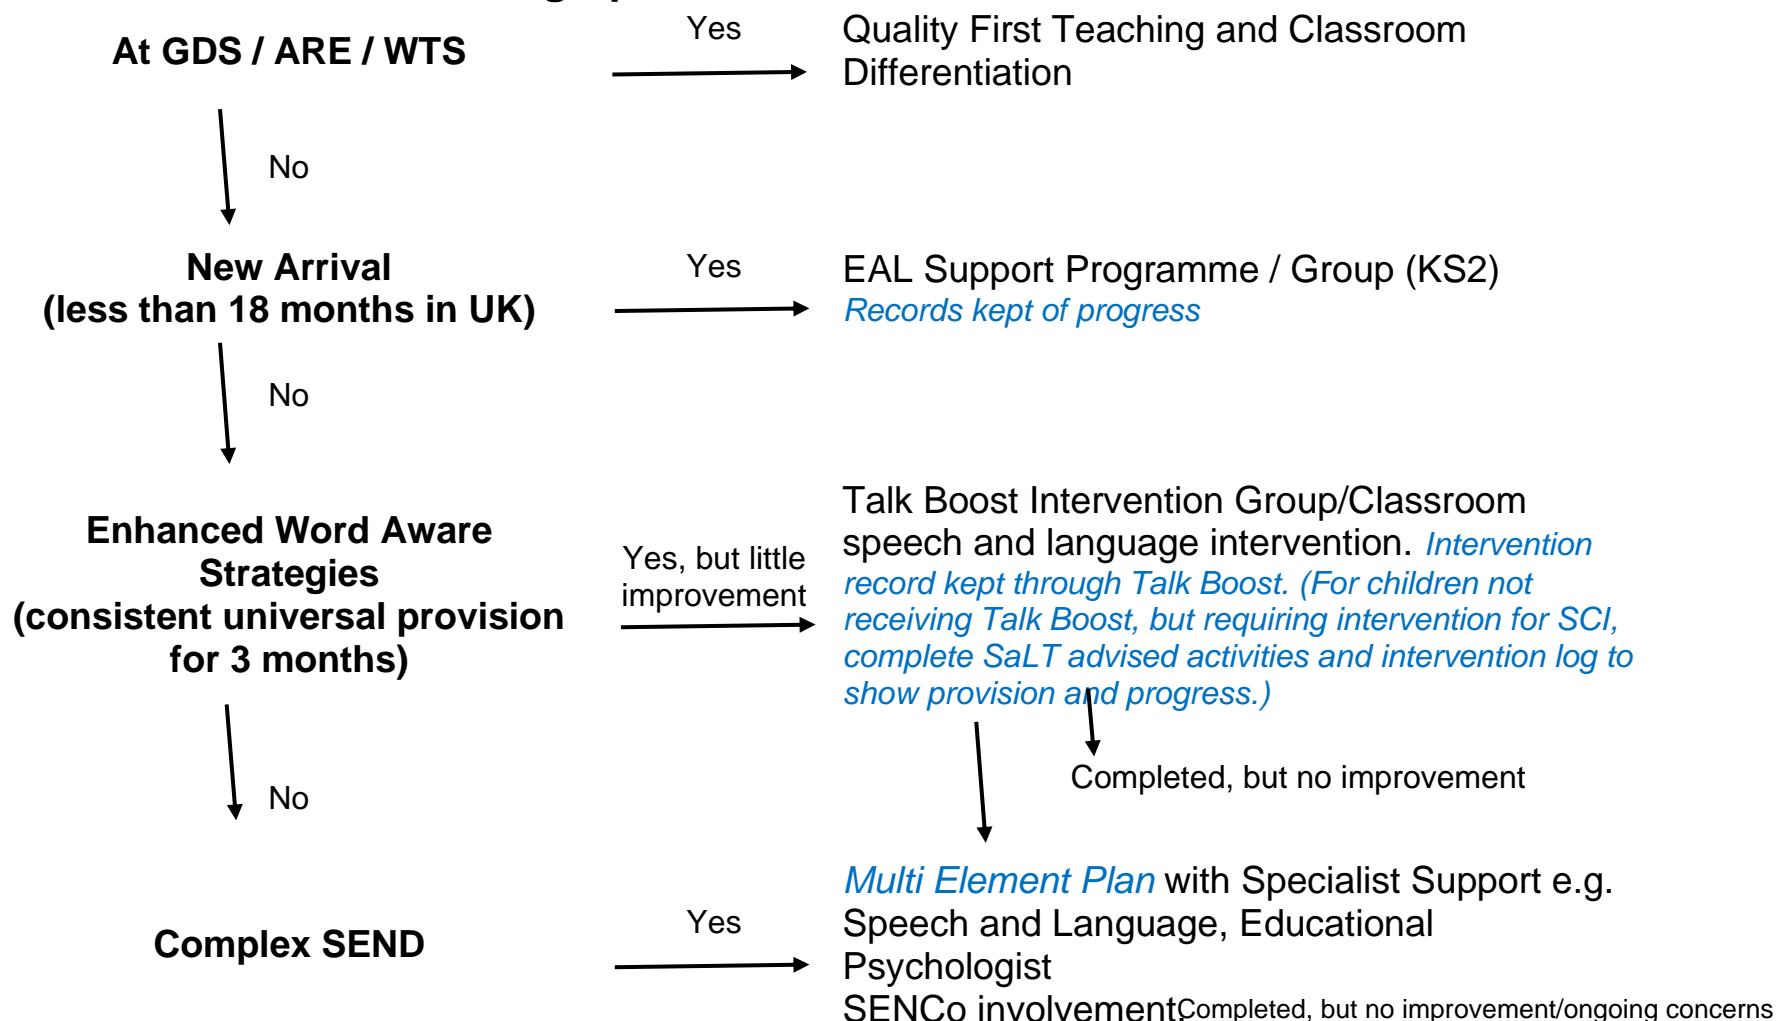 At GDS / ARE / WTS
Yes
Quality First Teaching and Classroom
Differentiation
No
New Arrival
(less than 18 months in UK)
Yes
EAL Support Programme / Group (KS2)
Records kept of progress
No
Enhanced Word Aware
Strategies
(consistent universal provision
for 3 months)
Yes, but little
improvement
Talk Boost Intervention Group/Classroom
speech and language intervention. Intervention
record kept through Talk Boost. (For children not
receiving Talk Boost, but requiring intervention for SCI,
complete SaLT advised activities and intervention log to
show provision and progress.)
Completed, but no improvement
No
Complex SEND
Yes
Multi Element Plan with Specialist Support e.g.
Speech and Language, Educational
Psychologist
SENCo involvement
Completed, but no improvement/ongoing concerns